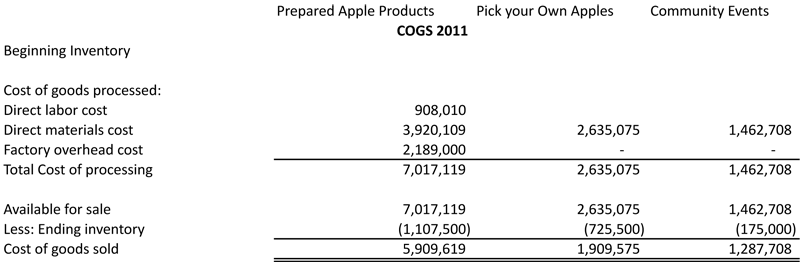 Prepared Apple Products Pick your Own Apples Community Events
COGS 2011
Beginning Inventory
Cost of goods processed:
Direct labor cost 908,010
Direct materials cost 3,920,109 2,635,075 1,462,708
Factory overhead cost 2,189,000 - -
Total Cost of processing 7,017,119 2,635,075 1,462,708
Available for sale 7,017,119 2,635,075 1,462,708
Less: Ending inventory (1,107,500) (725,500) (175,000)
Cost of goods sold 5,909,619 1,909,575 1,287,708